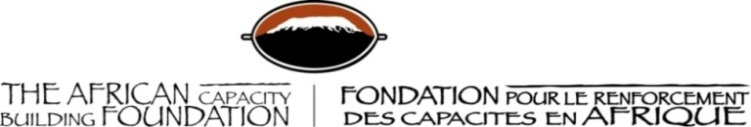 THE AFRICAN CAPACITY
BUILDING FOUNDATION
FONDATION POUR LE RENFORCEMENT
DES CAPACITES EN AFRIQUE